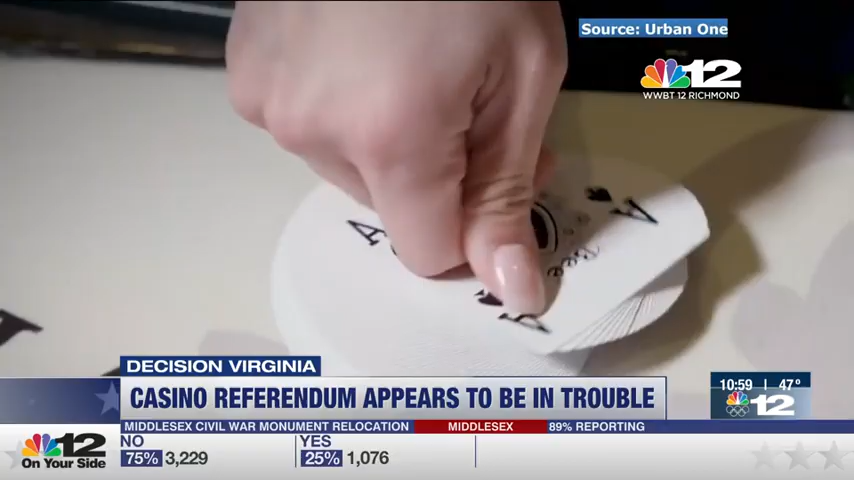 Source: Urban One
12
WWBT 12 RICHMOND
A
A
Bee
A
DECISION VIRGINIA
CASINO REFERENDUM APPEARS TO BE IN TROUBLE
10:59 | 47°
12
MIDDLESEX CIVIL WAR MONUMENT RELOCATION MIDDLESEX 89% REPORTING
12
On Your Side
NO YES
75% 3,229 25% 1,076